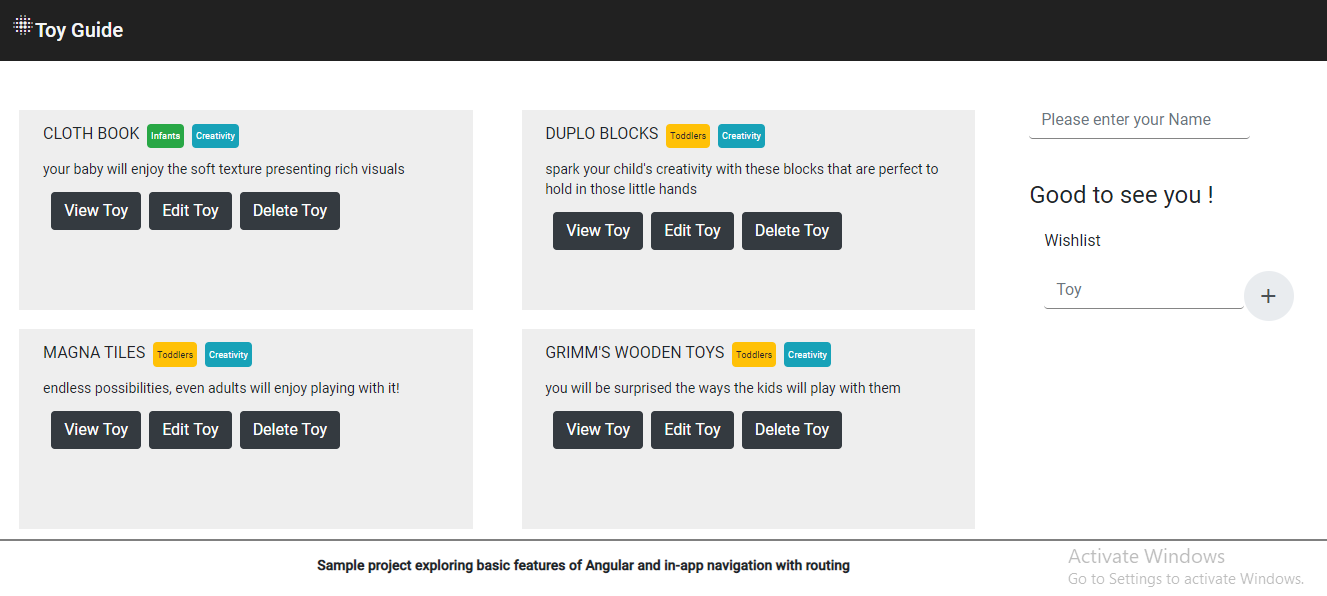 Toy Guide
CLOTH BOOK Infants Creativity
your baby will enjoy the soft texture presenting rich visuals
View Toy Edit Toy Delete Toy
DUPLO BLOCKS Toddlers Creativity
spark your child's creativity with these blocks that are perfect to
hold in those little hands
View Toy Edit Toy Delete Toy
MAGNA TILES Toddlers Creativity
endless possibilities, even adults will enjoy playing with it!
View Toy Edit Toy Delete Toy
GRIMM'S WOODEN TOYS Toddlers Creativity
you will be surprised the ways the kids will play with them
View Toy Edit Toy Delete Toy
Please enter your Name
Good to see you !
Wishlist
Toy +
Sample project exploring basic features of Angular and in-app navigation with routing
Activate Windows
Go to Settings to activate Windows.